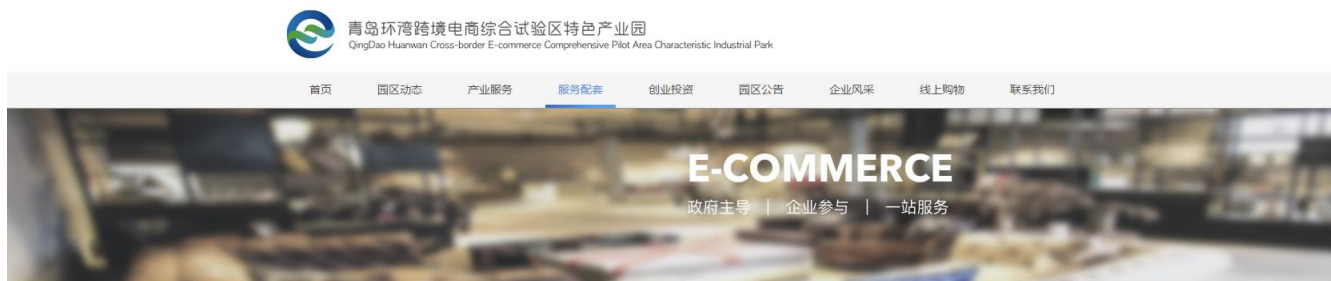 青岛环湾跨境电商综合试验区特色产业园
QingDao Huanwan Cross-border E-commerce Comprehensive Pilot Area Characteristic Industrial Park
首页 园区动态 产业服务 服务配套 创业投资 园区公告 企业风采 线上购物 联系我们
E-COMMERCE
政府主导 | 企业参与 | 一站服务